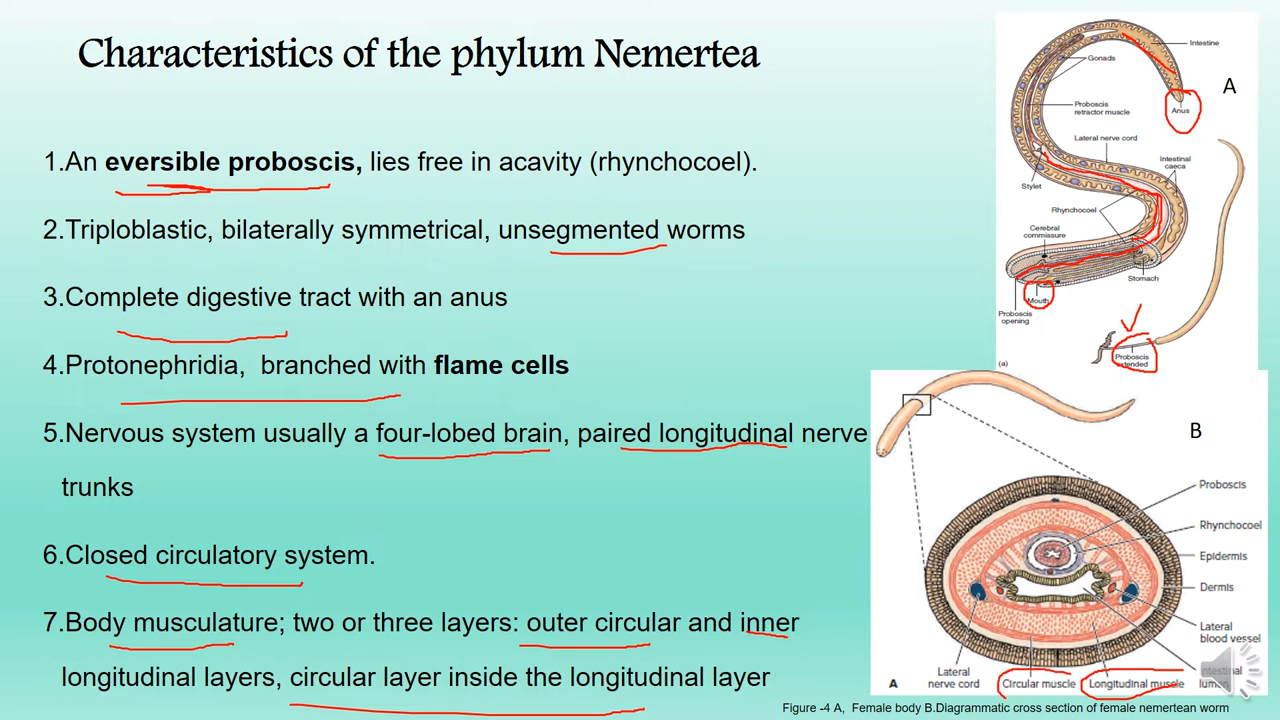 Characteristics of the phylum Nemertea
1.An eversible proboscis, lies free in acavity (rhynchocoel).
2.Triploblastic, bilaterally symmetrical, unsegmented worms
3.Complete digestive tract with an anus
4.Protonephridia, branched with flame cells
5.Nervous system usually a four-lobed brain, paired longitudinal nerve
trunks
6.Closed circulatory system.
7.Body musculature; two or three layers: outer circular and inner
longitudinal layers, circular layer inside the longitudinal layer
Intestine
Gonads
A
Proboscis
retractor muscle
Anus
Lateral nerve cord
Intestinal
caeca
Stylet
Rhynchocoel
Cerebral
commissure
Stomach
Mouth
Proboscis
opening
Proboscis
extended
(a)
B
Proboscis
Rhynchocoel
Epidermis
Dermis
Lateral
blood vessel
Intestinal
lumen
Lateral
nerve cord
Circular muscle
Longitudinal muscle
A
Figure -4 A, Female body B.Diagrammatic cross section of female nemertean worm